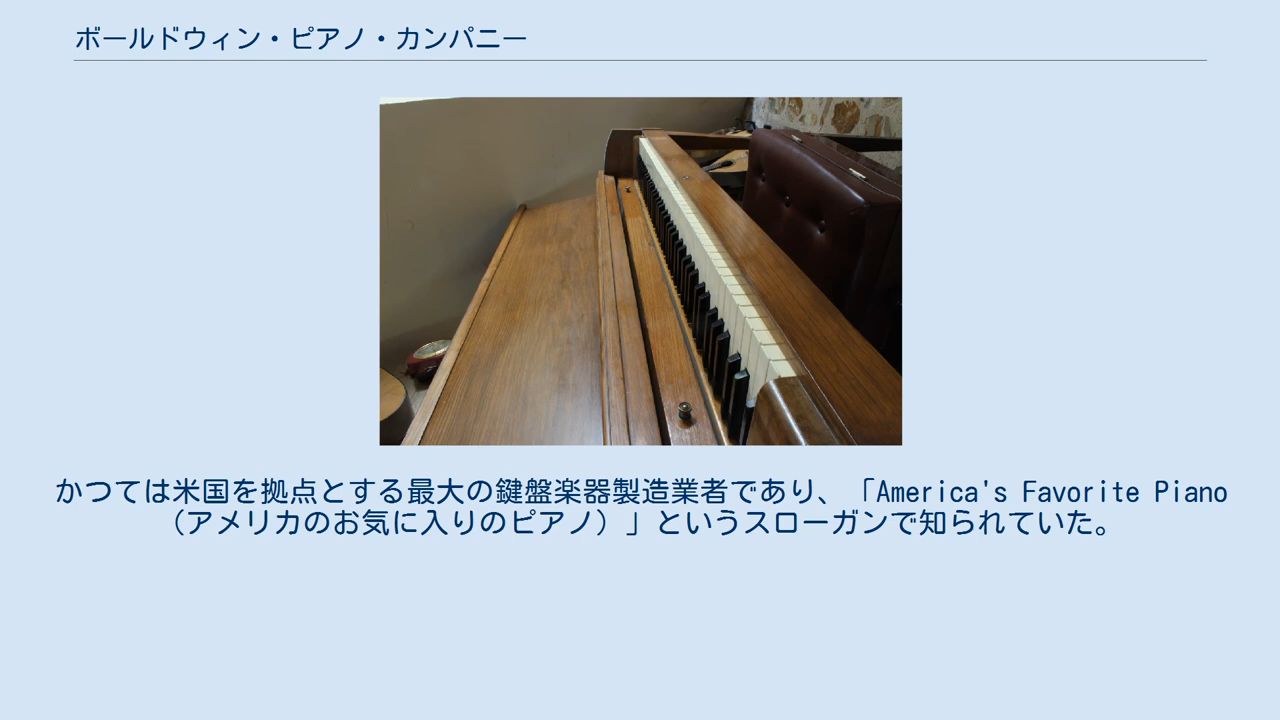 ボールドウィン・ピアノ・カンパニー
かつては米国を拠点とする最大の鍵盤楽器製造業者であり、「America's Favorite Piano
（アメリカのお気に入りのピアノ）」というスローガンで知られていた。